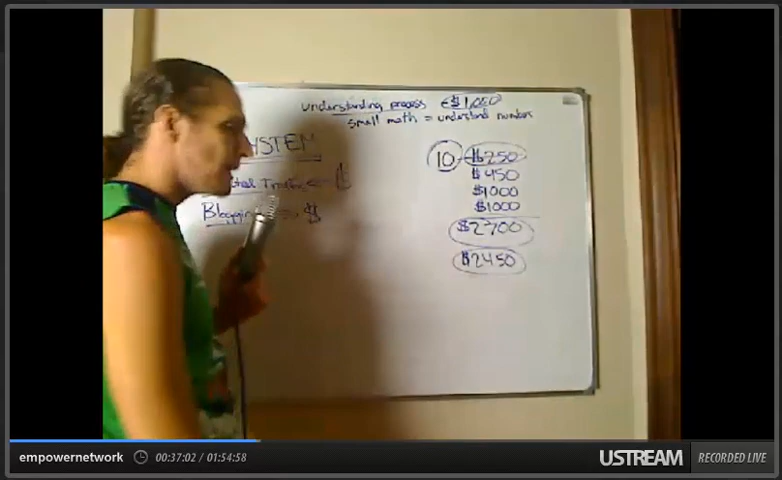 understanding process $1,000
small math = understand numbers
SYSTEM
10 - $250
$450
$1000
$1000
$2700
$2450
Blogging $
empowernetwork 00:37:02 / 01:54:58 USTREAM RECORDED LIVE